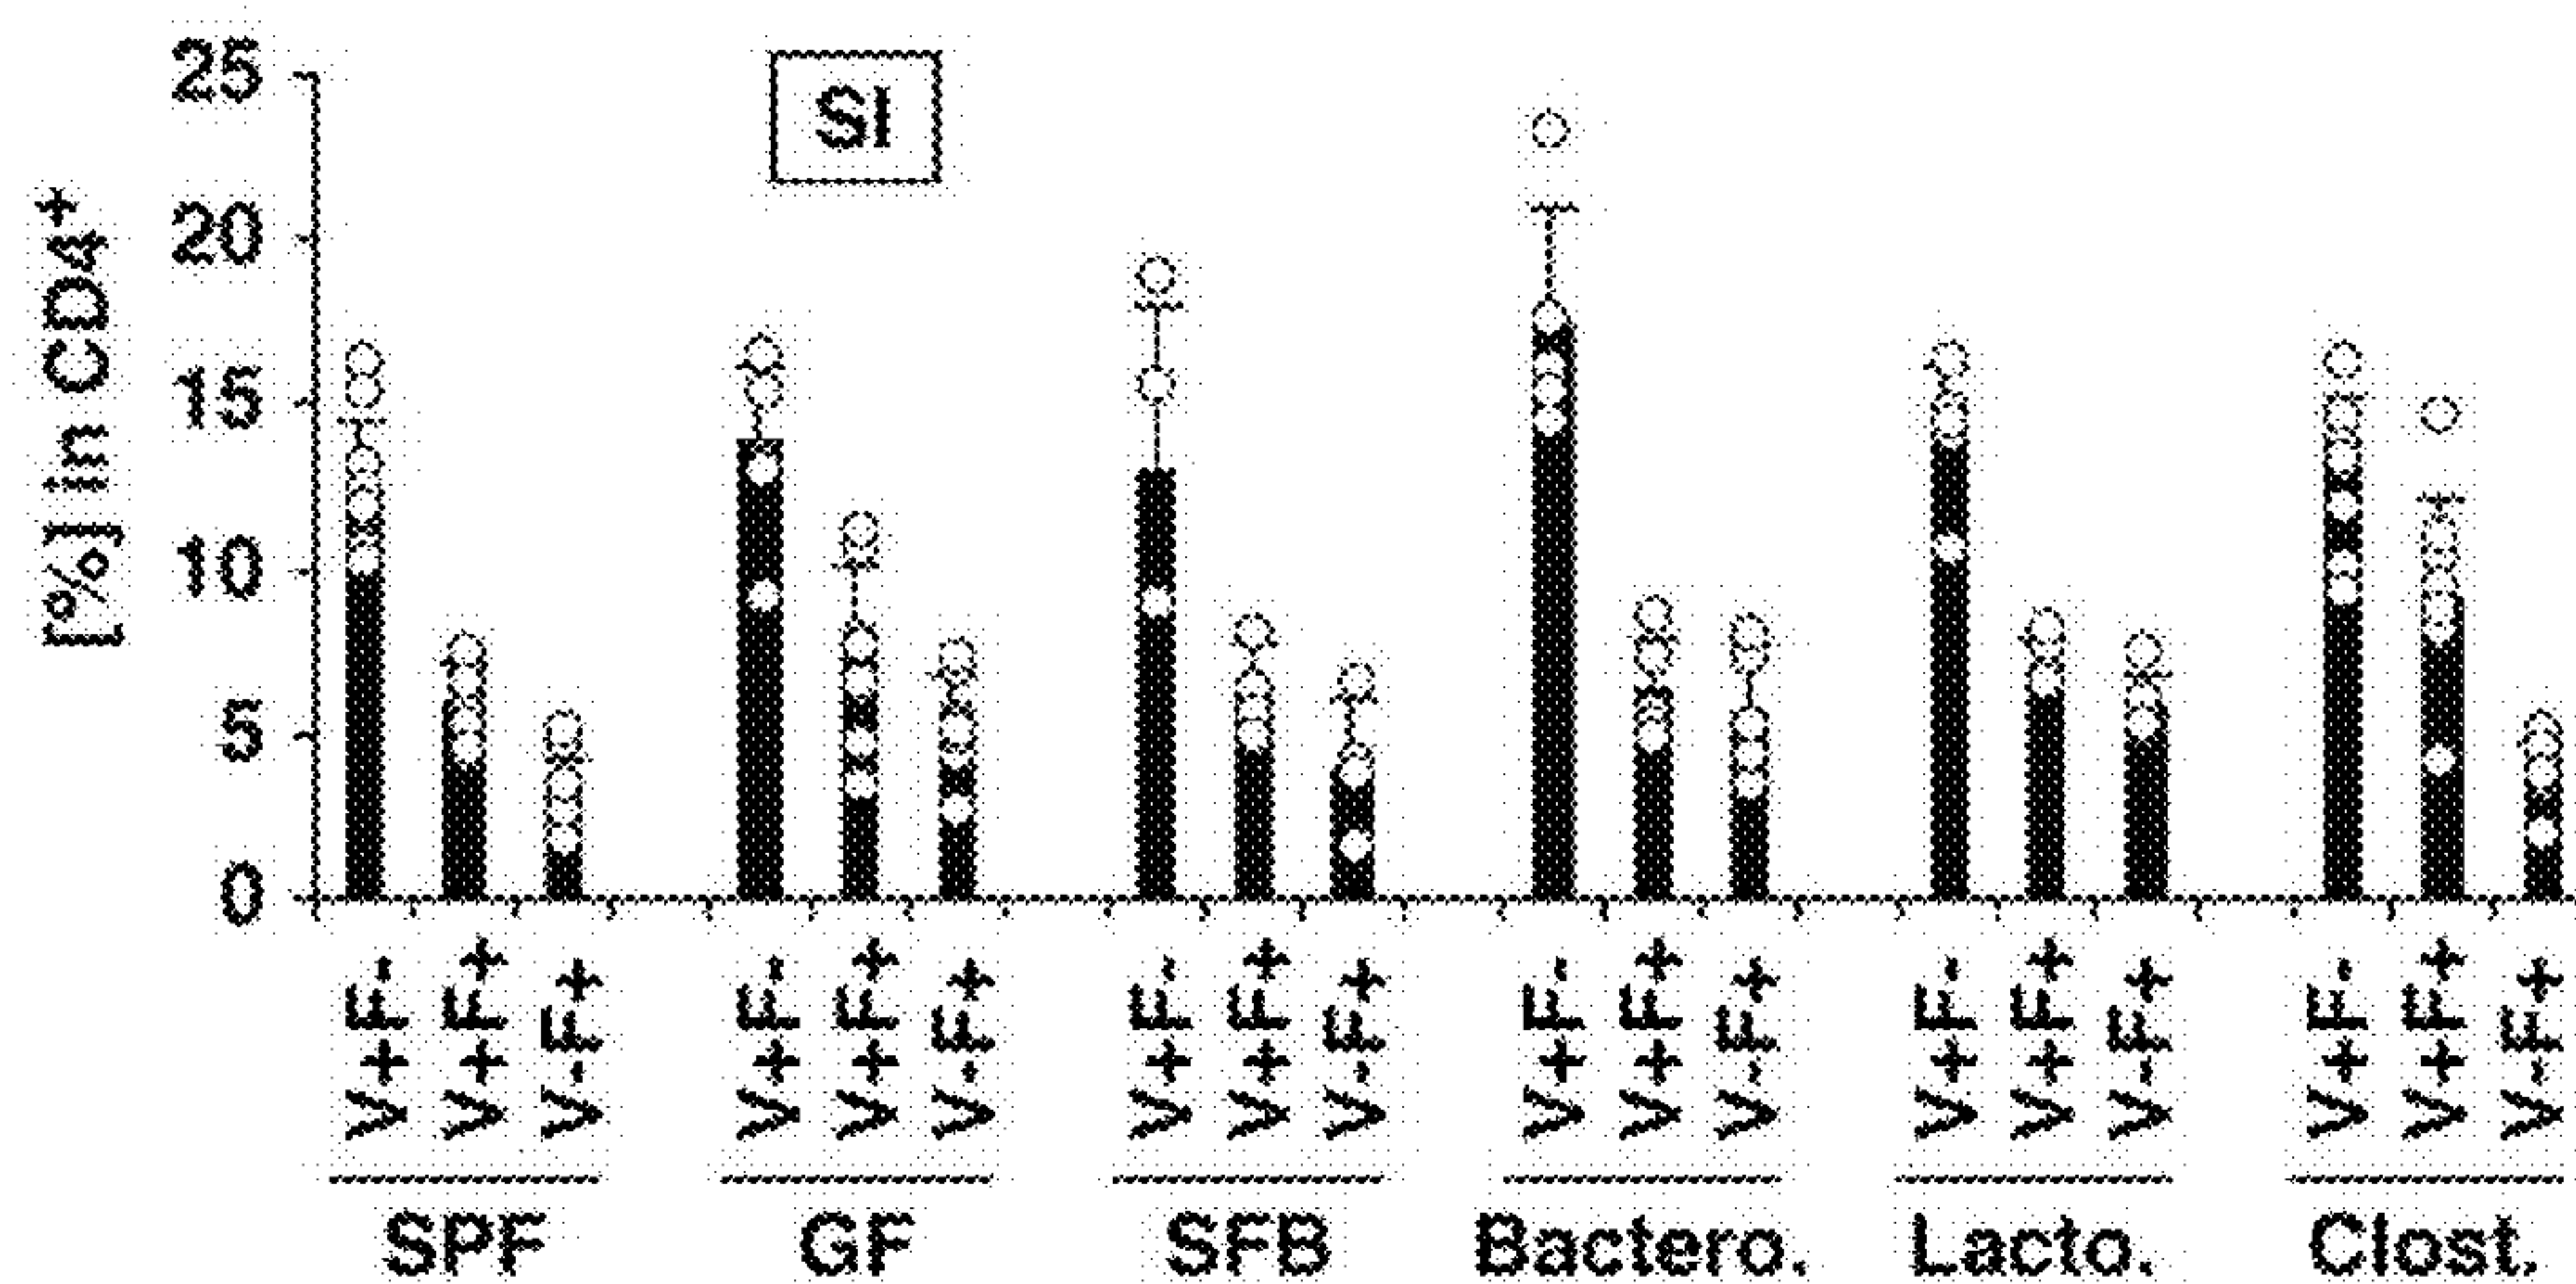 SI
[%] in CD4+
25
20
15
10
5
0
V+F- V+F+ V-F+ V+F- V+F+ V-F+ V+F- V+F+ V-F+ V+F- V+F+ V-F+ V+F- V+F+ V-F+ V+F- V+F+ V-F+
SPF GF SFB Bactero. Lacto. Clost.